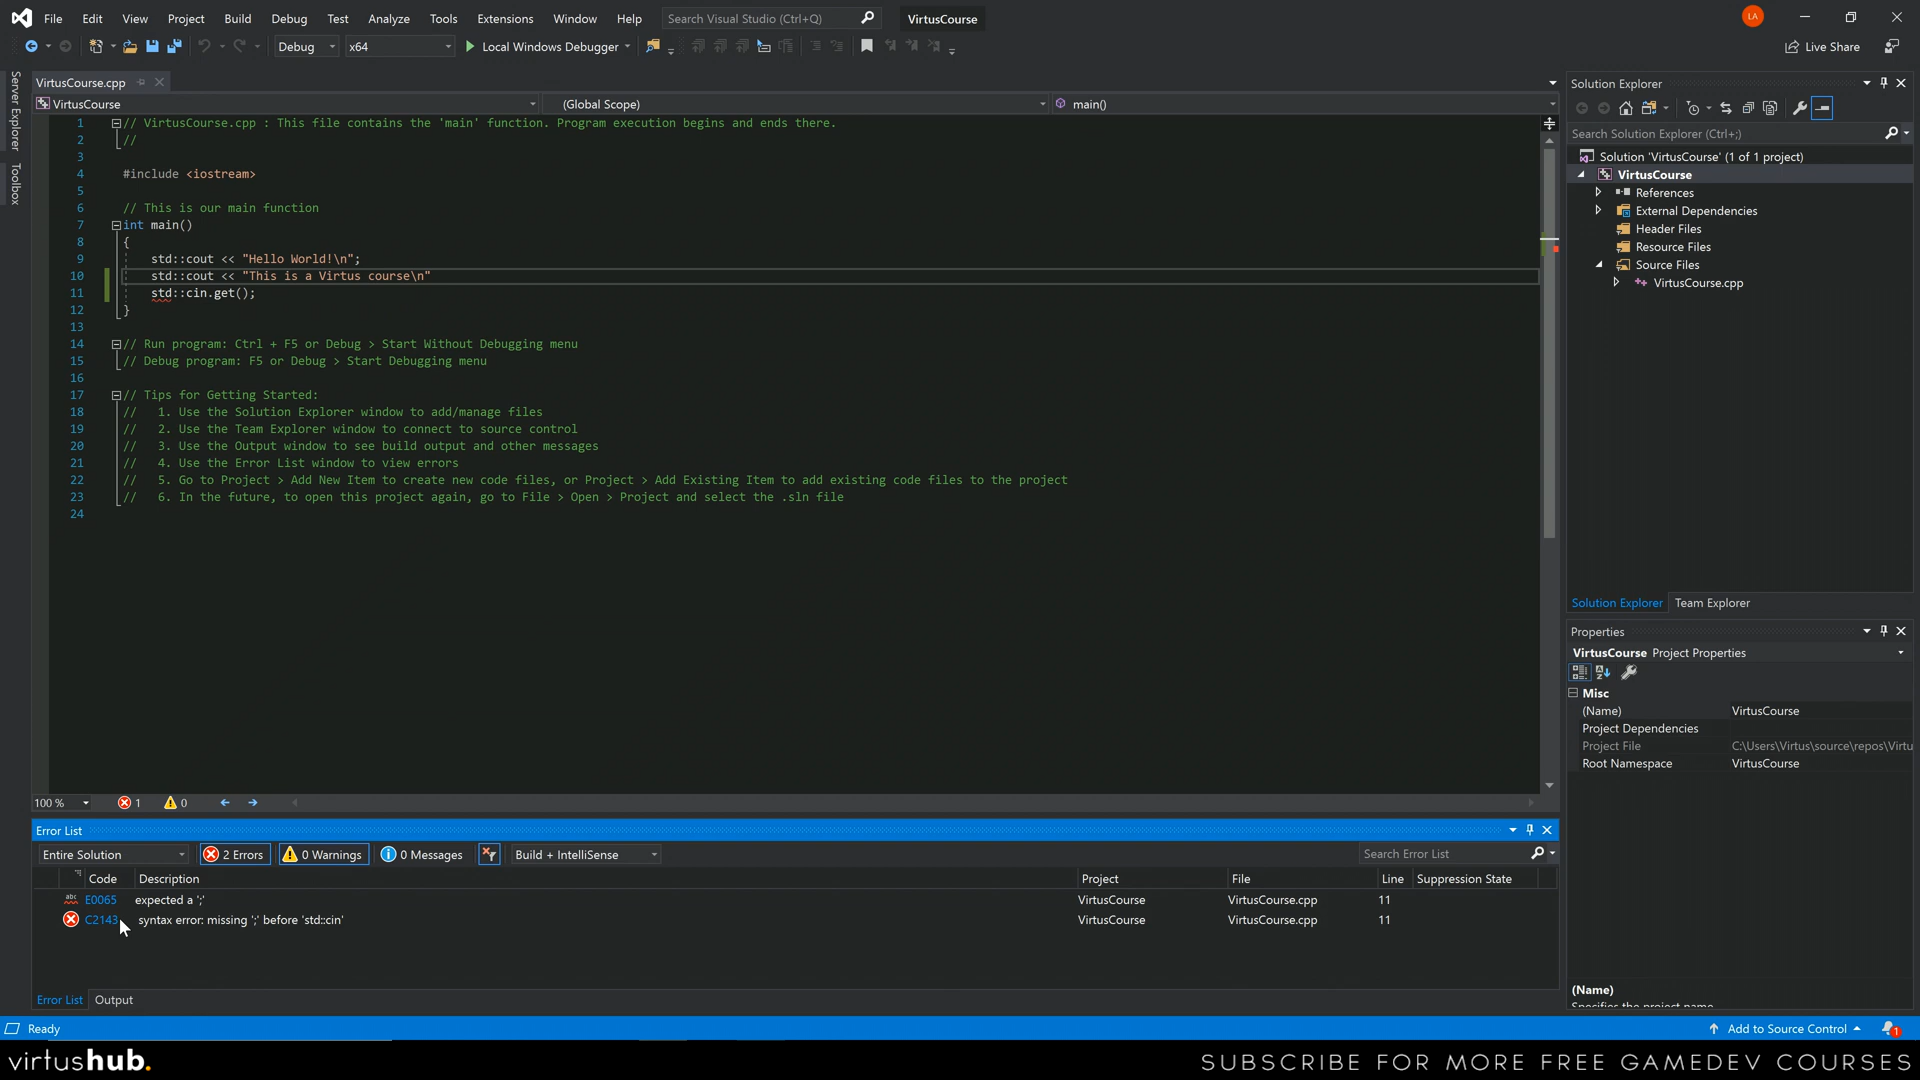 File Edit View Project Build Debug Test Analyze Tools Extensions Window Help Search Visual Studio (Ctrl+Q) VirtusCourse LA
Debug x64 Local Windows Debugger Live Share
Server Explorer
Toolbox
VirtusCourse.cpp
VirtusCourse (Global Scope) main()
1 // VirtusCourse.cpp : This file contains the 'main' function. Program execution begins and ends there.
2 //
3
4 #include <iostream>
5
6 // This is our main function
7 int main()
8 {
9 std::cout << "Hello World!\n";
10 std::cout << "This is a Virtus course\n"
11 std::cin.get();
12 }
13
14 // Run program: Ctrl + F5 or Debug > Start Without Debugging menu
15 // Debug program: F5 or Debug > Start Debugging menu
16
17 // Tips for Getting Started:
18 // 1. Use the Solution Explorer window to add/manage files
19 // 2. Use the Team Explorer window to connect to source control
20 // 3. Use the Output window to see build output and other messages
21 // 4. Use the Error List window to view errors
22 // 5. Go to Project > Add New Item to create new code files, or Project > Add Existing Item to add existing code files to the project
23 // 6. In the future, to open this project again, go to File > Open > Project and select the .sln file
24
100 % 1 0
Solution Explorer
Search Solution Explorer (Ctrl+;)
Solution 'VirtusCourse' (1 of 1 project)
VirtusCourse
References
External Dependencies
Header Files
Resource Files
Source Files
VirtusCourse.cpp
Solution Explorer Team Explorer
Properties
VirtusCourse Project Properties
Misc
(Name) VirtusCourse
Project Dependencies
Project File C:\Users\Virtus\source\repos\Virtu
Root Namespace VirtusCourse
(Name)
Specifies the project name
Error List
Entire Solution 2 Errors 0 Warnings 0 Messages Build + IntelliSense Search Error List
Code Description Project File Line Suppression State
abc E0065 expected a ';' VirtusCourse VirtusCourse.cpp 11
C2143 syntax error: missing ';' before 'std::cin' VirtusCourse VirtusCourse.cpp 11
Error List Output
Ready Add to Source Control 1
virtushub. SUBSCRIBE FOR MORE FREE GAMEDEV COURSES